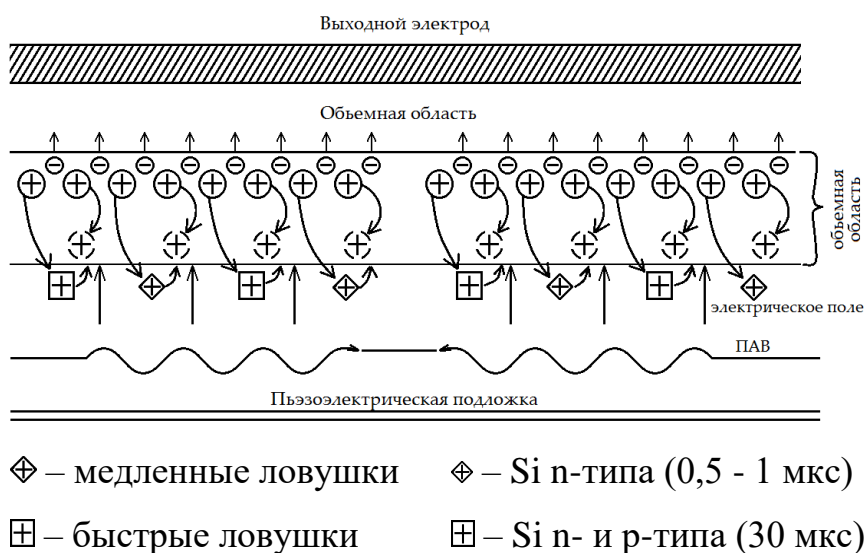 Выходной электрод
Обьемная область
обьемная
область
электрическое поле
ПАВ
Пьэзоэлектрическая подложка
– медленные ловушки – Si n-типа (0,5 - 1 мкс)
– быстрые ловушки – Si n- и p-типа (30 мкс)